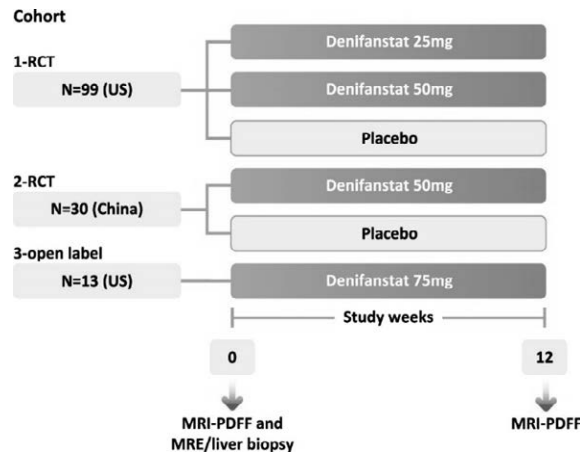 Cohort
Denifanstat 25mg
1-RCT
N=99 (US)
Denifanstat 50mg
Placebo
2-RCT
Denifanstat 50mg
N=30 (China)
Placebo
3-open label
N=13 (US)
Denifanstat 75mg
Study weeks
0
12
MRI-PDFF and
MRE/liver biopsy
MRI-PDFF